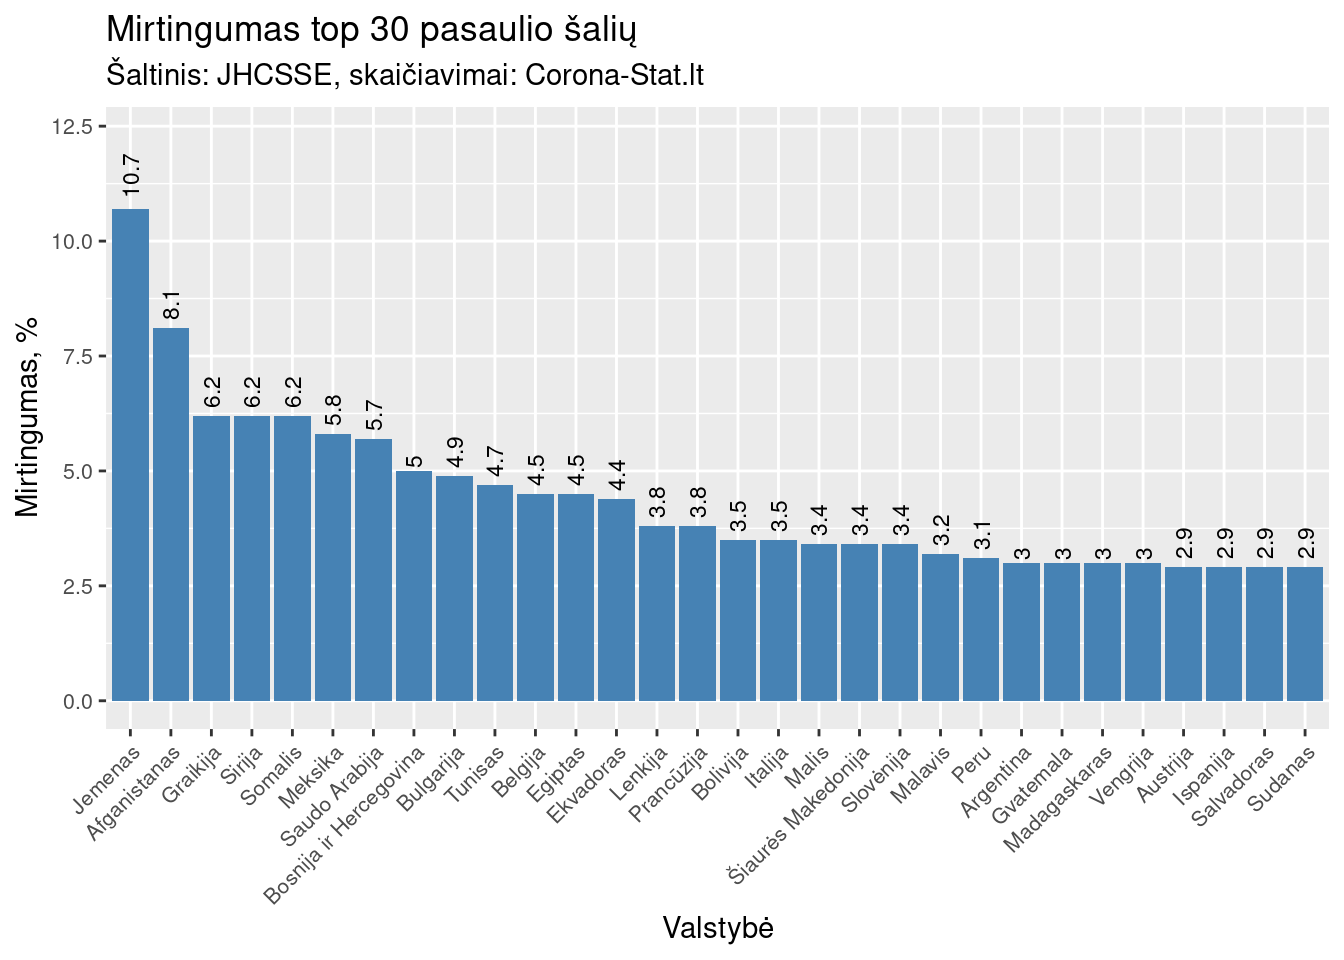 Mirtingumas top 30 pasaulio šalių
Šaltinis: JHCSSE, skaičiavimai: Corona-Stat.lt
Mirtingumas, %
12.5
10.0
7.5
5.0
2.5
0.0
10.7
8.1
6.2
6.2
6.2
5.8
5.7
5
4.9
4.7
4.5
4.5
4.4
3.8
3.8
3.5
3.5
3.4
3.4
3.4
3.2
3.1
3
3
3
3
2.9
2.9
2.9
2.9
Jemenas
Afganistanas
Graikija
Sirija
Somalis
Meksika
Saudo Arabija
Bosnija ir Hercegovina
Bulgarija
Tunisas
Belgija
Egiptas
Ekvadoras
Lenkija
Prancūzija
Bolivija
Italija
Malis
Šiaurės Makedonija
Slovėnija
Malavis
Peru
Argentina
Gvatemala
Madagaskaras
Vengrija
Austrija
Ispanija
Salvadoras
Sudanas
Valstybė